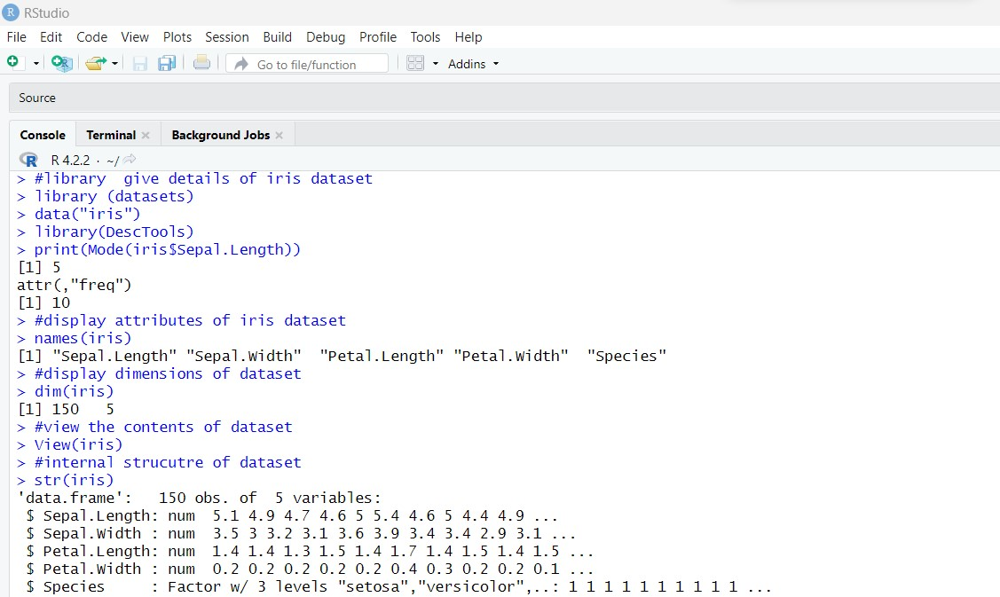 R RStudio
File Edit Code View Plots Session Build Debug Profile Tools Help
Go to file/function Addins
Source
Console Terminal Background Jobs
R R 4.2.2 · ~/
> #library  give details of iris dataset
> library (datasets)
> data("iris")
> library(DescTools)
> print(Mode(iris$Sepal.Length))
[1] 5
attr(,"freq")
[1] 10
> #display attributes of iris dataset
> names(iris)
[1] "Sepal.Length" "Sepal.Width"  "Petal.Length" "Petal.Width"  "Species"
> #display dimensions of dataset
> dim(iris)
[1] 150   5
> #view the contents of dataset
> View(iris)
> #internal strucutre of dataset
> str(iris)
'data.frame':   150 obs. of  5 variables:
 $ Sepal.Length: num  5.1 4.9 4.7 4.6 5 5.4 4.6 5 4.4 4.9 ...
 $ Sepal.Width : num  3.5 3 3.2 3.1 3.6 3.9 3.4 3.4 2.9 3.1 ...
 $ Petal.Length: num  1.4 1.4 1.3 1.5 1.4 1.7 1.4 1.5 1.4 1.5 ...
 $ Petal.Width : num  0.2 0.2 0.2 0.2 0.2 0.4 0.3 0.2 0.2 0.1 ...
 $ Species     : Factor w/ 3 levels "setosa","versicolor",..: 1 1 1 1 1 1 1 1 1 1 ...